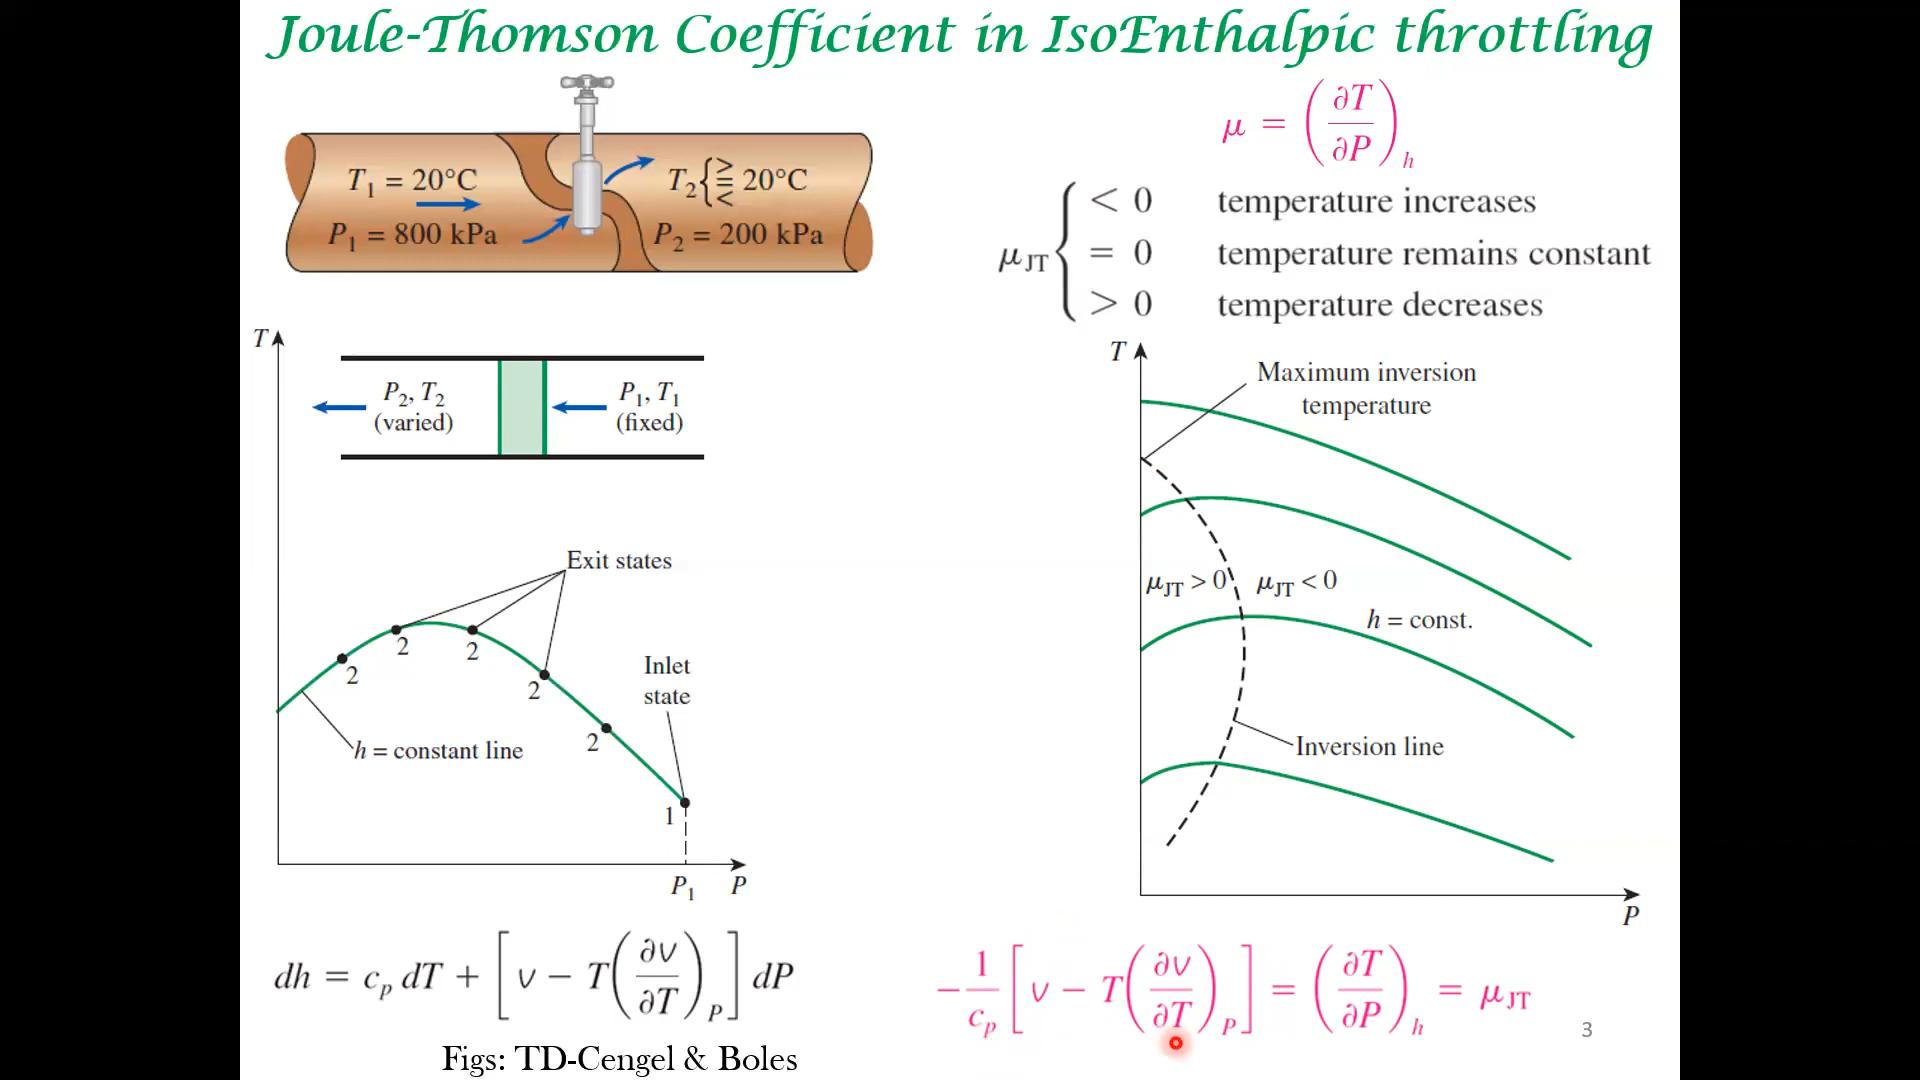 Joule-Thomson Coefficient in IsoEnthalpic throttling
T₁ = 20°C
P₁ = 800 kPa
T₂ { > = < 20°C
P₂ = 200 kPa
μ = (∂T/∂P)ₕ
μ_JT { < 0 temperature increases
= 0 temperature remains constant
> 0 temperature decreases
T
P₂, T₂
(varied)
P₁, T₁
(fixed)
Exit states
2
2
2
2
2
Inlet
state
1
h = constant line
P₁
P
T
Maximum inversion
temperature
μ_JT > 0
μ_JT < 0
h = const.
Inversion line
P
dh = c_p dT + [v − T(∂v/∂T)_P] dP
−1/c_p [v − T(∂v/∂T)_P] = (∂T/∂P)ₕ = μ_JT
3
Figs: TD-Cengel & Boles